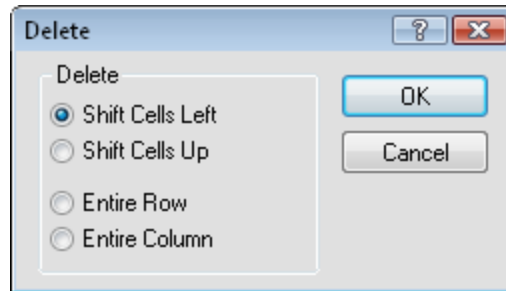 Delete
Delete
Shift Cells Left
Shift Cells Up
Entire Row
Entire Column
OK
Cancel